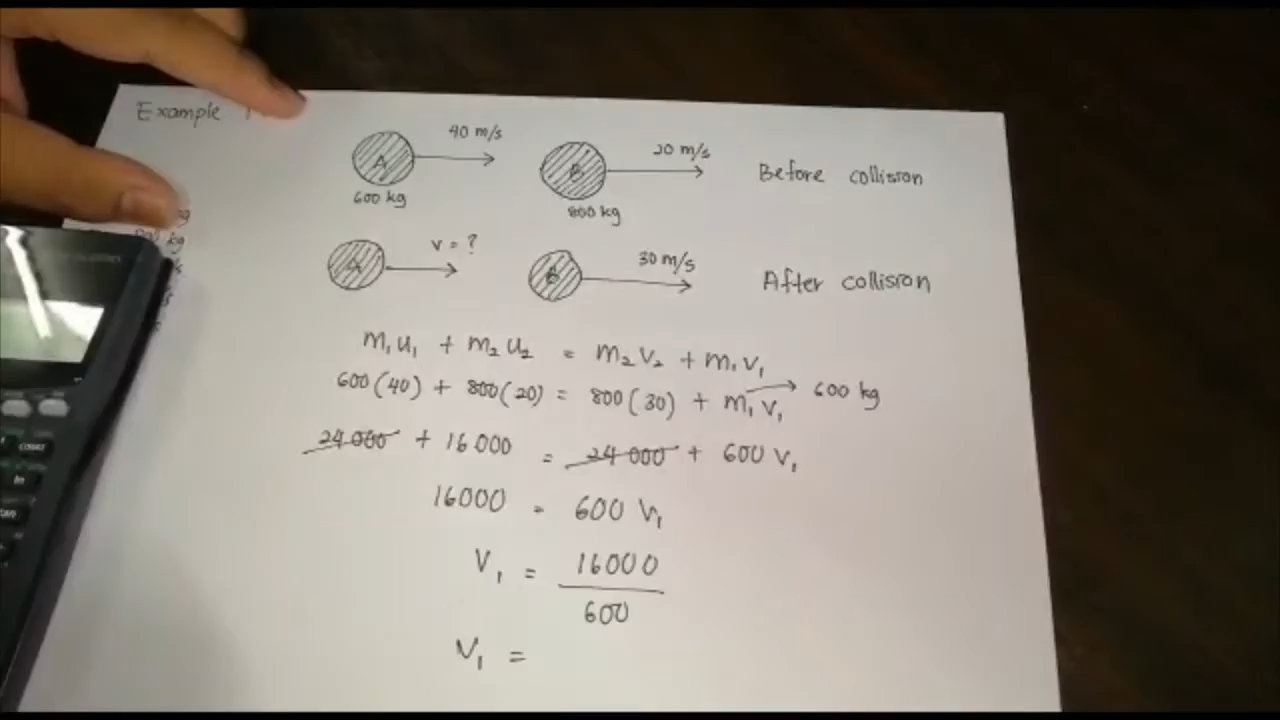 Example 1
40 m/s
20 m/s
A
B
Before collision
600 kg
800 kg
v = ?
30 m/s
A
B
After collision
m₁u₁ + m₂u₂ = m₂v₂ + m₁v₁
600(40) + 800(20) = 800(30) + m₁v₁ → 600 kg
24 000 + 16 000 = 24 000 + 600 v₁
16000 = 600 v₁
v₁ = 16000
600
v₁ =